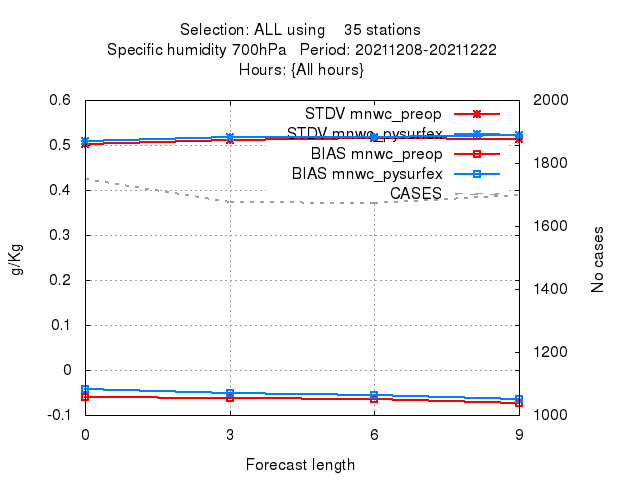 Selection: ALL using 35 stations
Specific humidity 700hPa Period: 20211208-20211222
Hours: {All hours}
0.6
0.5
0.4
0.3
0.2
0.1
0
-0.1
g/Kg
STDV mnwc_preop
STDV mnwc_pysurfex
BIAS mnwc_preop
BIAS mnwc_pysurfex
CASES
2000
1800
1600
1400
1200
1000
No cases
0 3 6 9
Forecast length